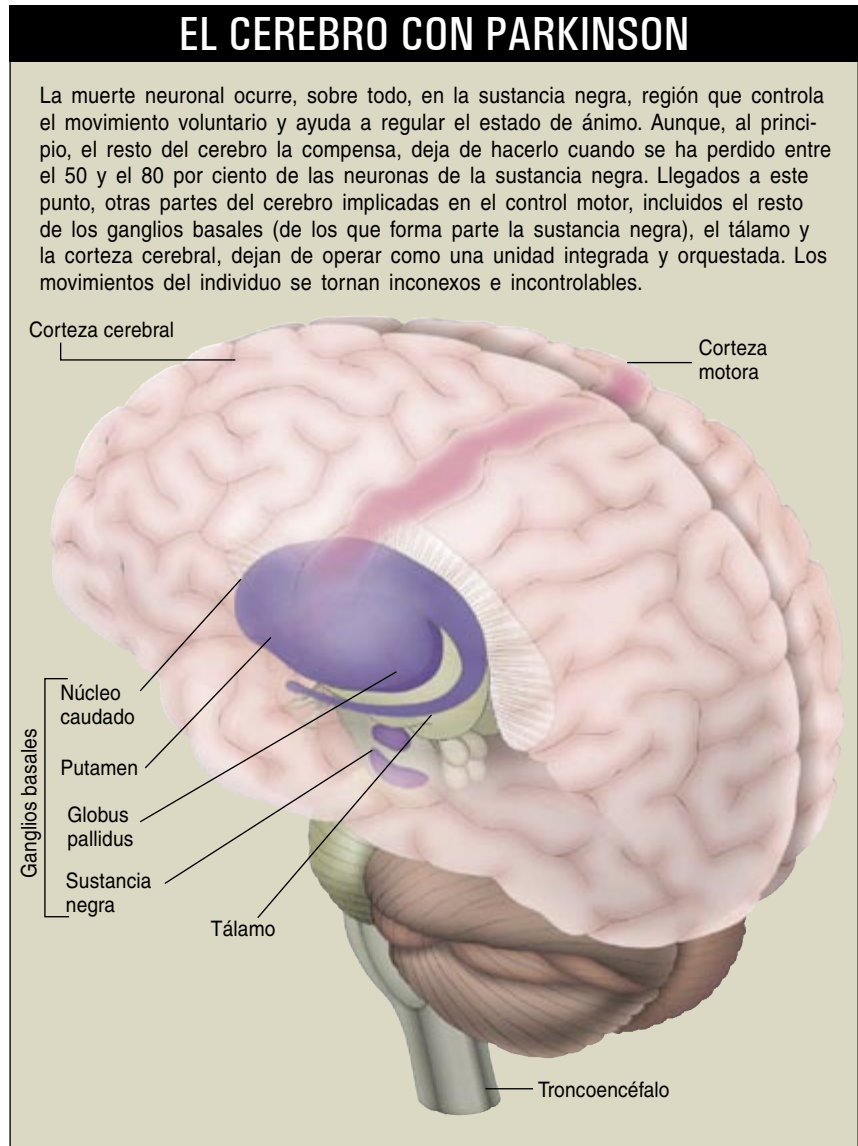 EL CEREBRO CON PARKINSON
La muerte neuronal ocurre, sobre todo, en la sustancia negra, región que controla
el movimiento voluntario y ayuda a regular el estado de ánimo. Aunque, al princi-
pio, el resto del cerebro la compensa, deja de hacerlo cuando se ha perdido entre
el 50 y el 80 por ciento de las neuronas de la sustancia negra. Llegados a este
punto, otras partes del cerebro implicadas en el control motor, incluidos el resto
de los ganglios basales (de los que forma parte la sustancia negra), el tálamo y
la corteza cerebral, dejan de operar como una unidad integrada y orquestada. Los
movimientos del individuo se tornan inconexos e incontrolables.
Corteza cerebral
Corteza
motora
Ganglios basales
Núcleo
caudado
Putamen
Globus
pallidus
Sustancia
negra
Tálamo
Troncoencéfalo